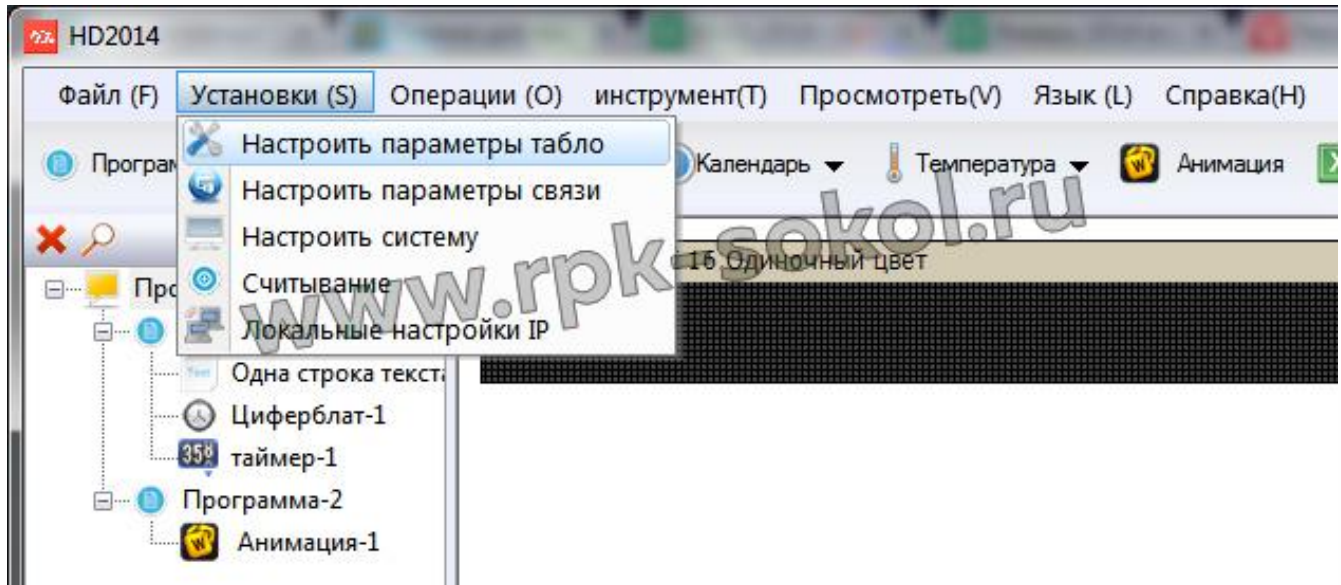 HD2014
Файл (F) Установки (S) Операции (O) инструмент(T) Просмотреть(V) Язык (L) Справка(H)
Календарь Температура Анимация
Настроить параметры табло
Настроить параметры связи
Настроить систему
Считывание
Локальные настройки IP
16 Одиночный цвет
www.rpk-sokol.ru
Одна строка текста
Циферблат-1
таймер-1
Программа-2
Анимация-1